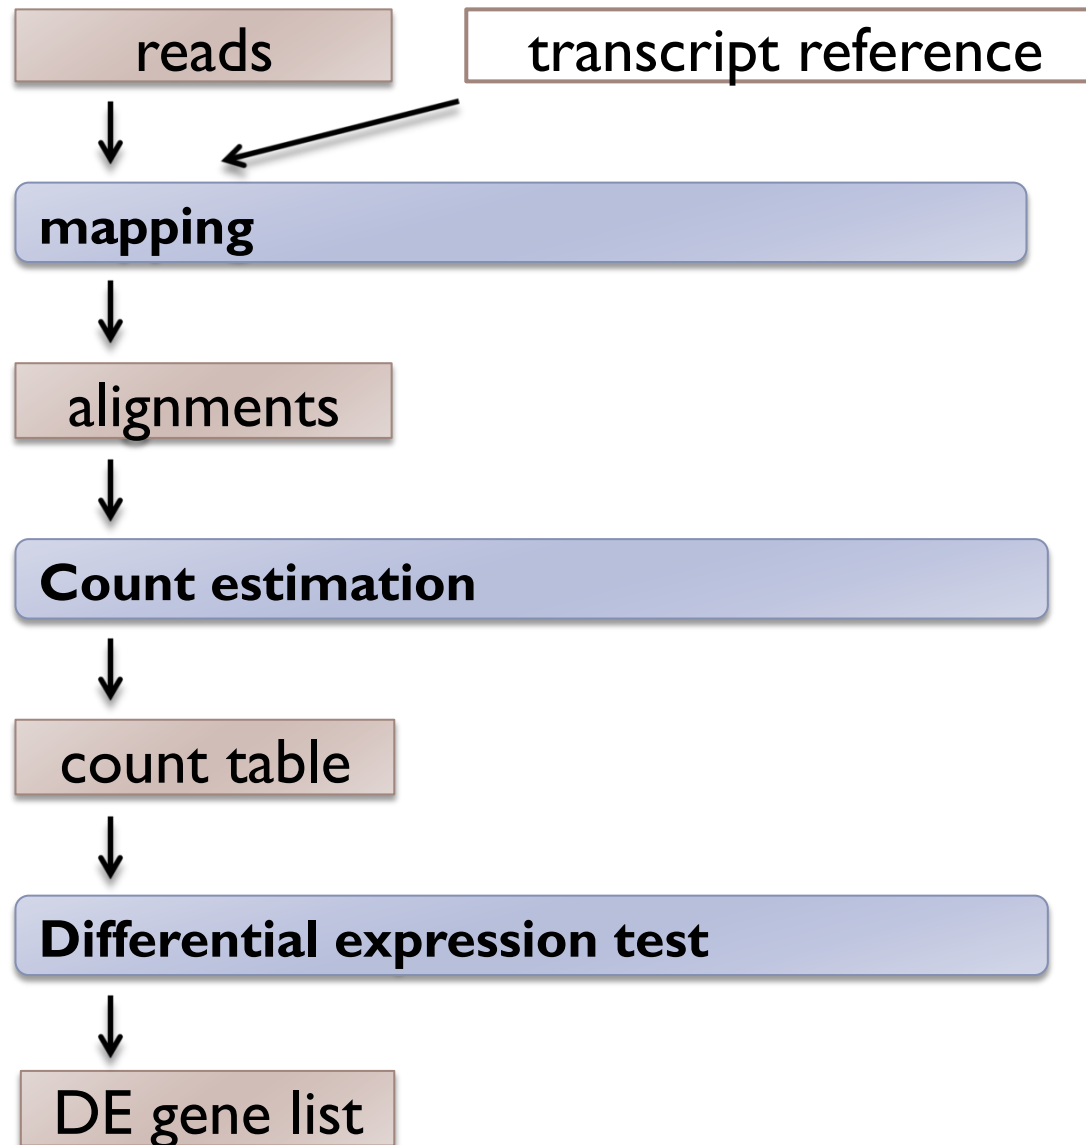 reads
transcript reference
mapping
alignments
Count estimation
count table
Differential expression test
DE gene list